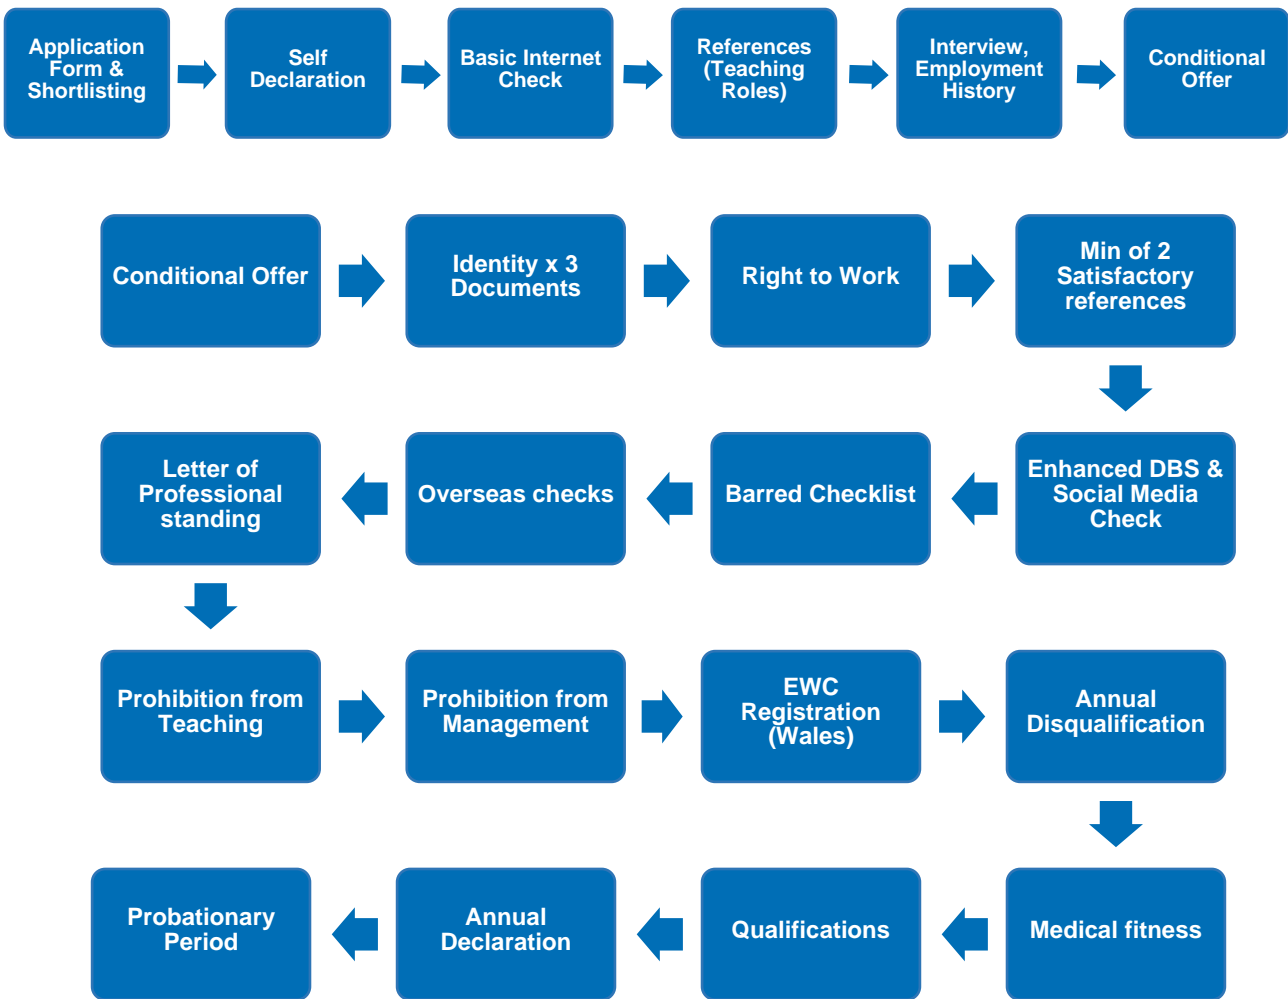 Application
Form &
Shortlisting
Self
Declaration
Basic Internet
Check
References
(Teaching
Roles)
Interview,
Employment
History
Conditional
Offer
Conditional Offer
Identity x 3
Documents
Right to Work
Min of 2
Satisfactory
references
Enhanced DBS &
Social Media
Check
Barred Checklist
Overseas checks
Letter of
Professional
standing
Prohibition from
Teaching
Prohibition from
Management
EWC
Registration
(Wales)
Annual
Disqualification
Medical fitness
Qualifications
Annual
Declaration
Probationary
Period